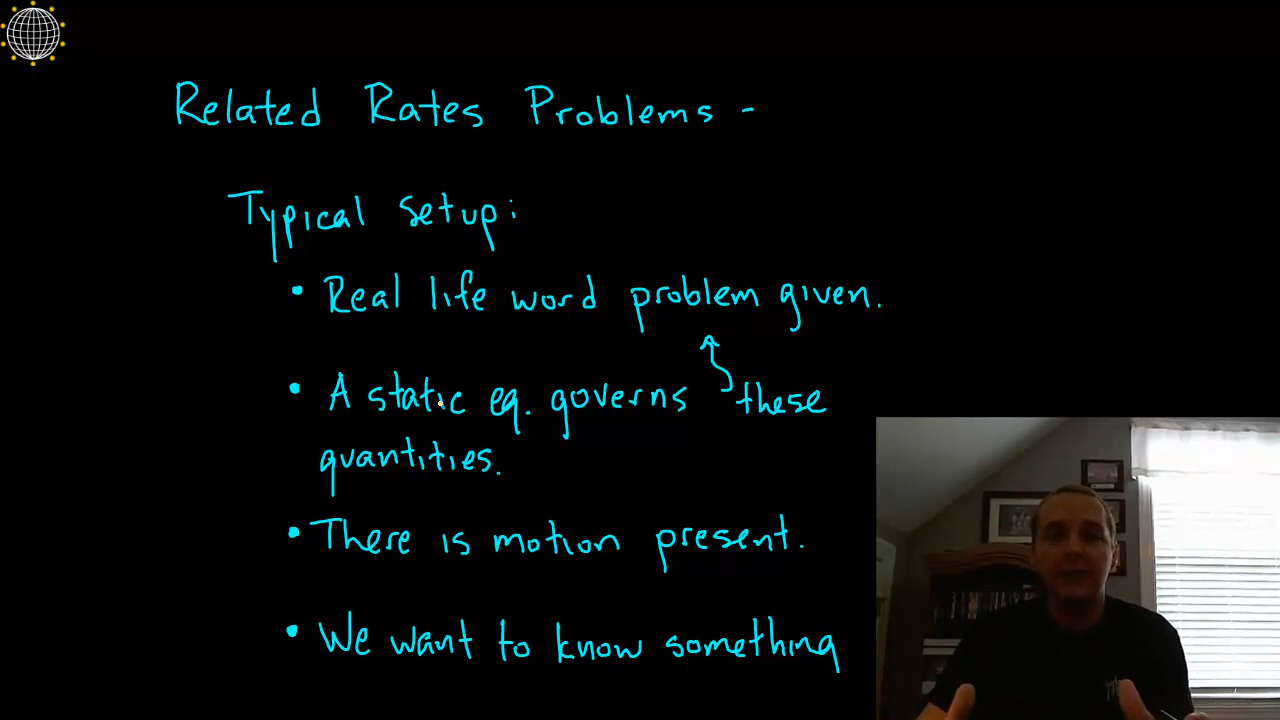 Related Rates Problems -
Typical Setup:
• Real life word problem given.
• A static eq. governs these
quantities.
• There is motion present.
• We want to know something